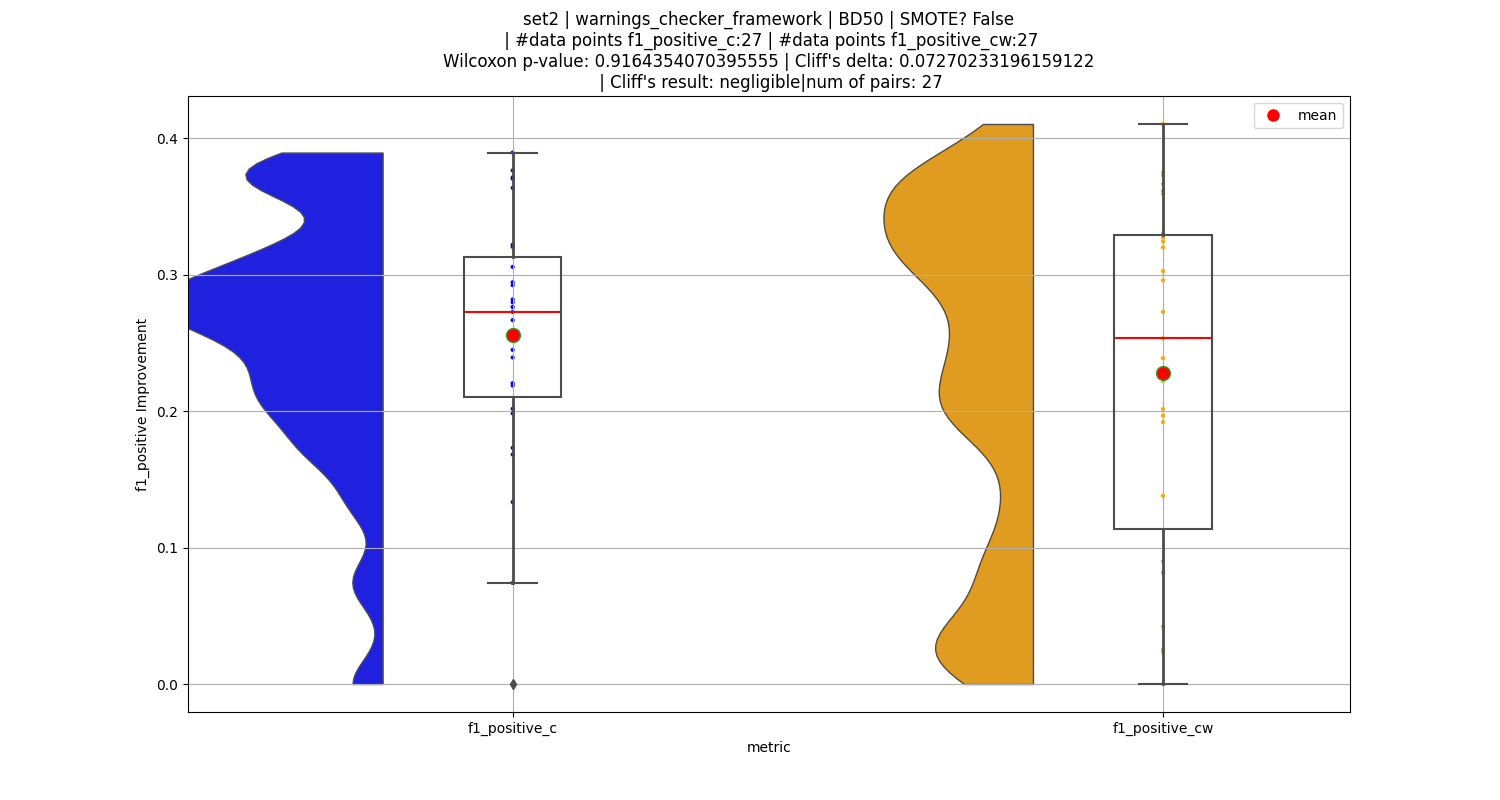 set2 | warnings_checker_framework | BD50 | SMOTE? False
| #data points f1_positive_c:27 | #data points f1_positive_cw:27
Wilcoxon p-value: 0.9164354070395555 | Cliff's delta: 0.07270233196159122
| Cliff's result: negligible|num of pairs: 27
mean
0.4
0.3
0.2
0.1
0.0
f1_positive Improvement
f1_positive_c
f1_positive_cw
metric